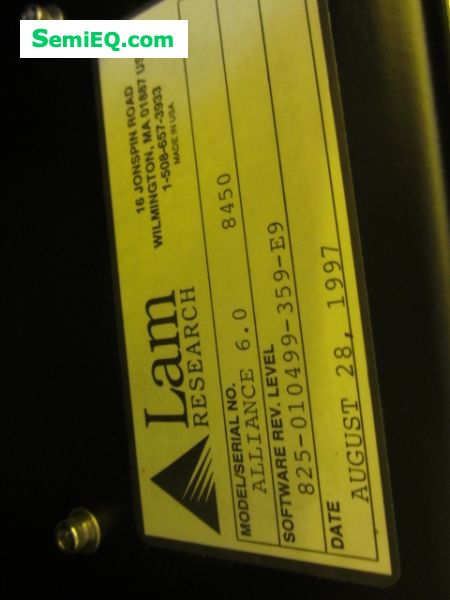 SemiEQ.com
Lam
RESEARCH
16 JONSPIN ROAD
WILMINGTON, MA 01887 US
1-508-657-3933
MADE IN USA
MODEL/SERIAL NO.
ALLIANCE 6.0 8450
SOFTWARE REV. LEVEL
825-010499-359-E9
DATE
AUGUST 28, 1997